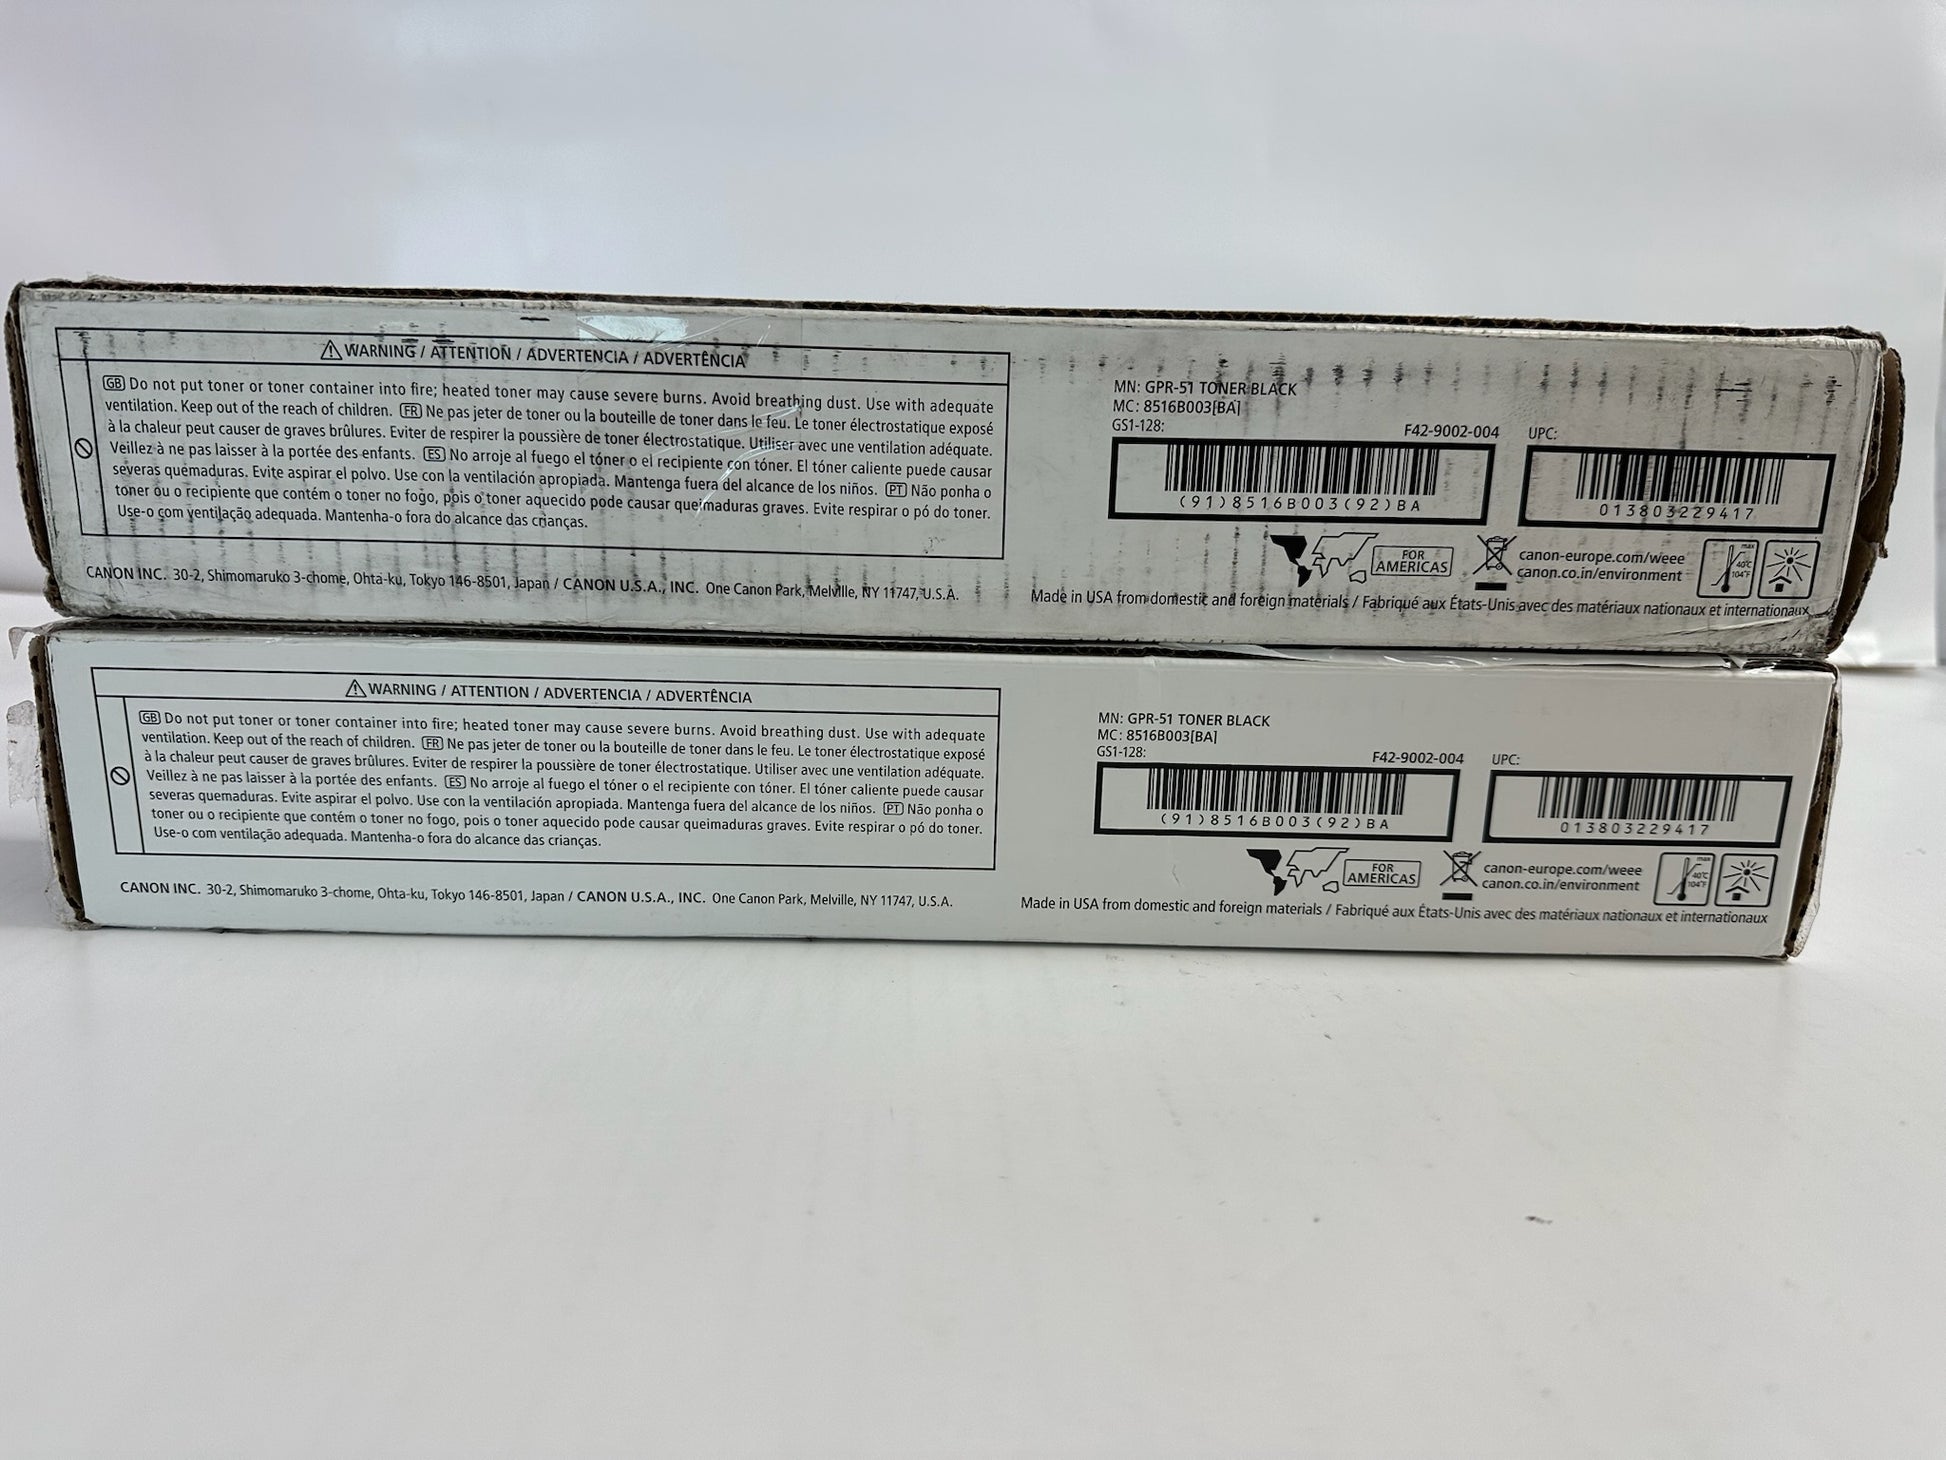 WARNING / ATTENTION / ADVERTENCIA / ADVERTÊNCIA
GB Do not put toner or toner container into fire; heated toner may cause severe burns. Avoid breathing dust. Use with adequate
ventilation. Keep out of the reach of children. FR Ne pas jeter de toner ou la bouteille de toner dans le feu. Le toner électrostatique exposé
à la chaleur peut causer de graves brûlures. Eviter de respirer la poussière de toner électrostatique. Utiliser avec une ventilation adéquate.
Veillez à ne pas laisser à la portée des enfants. ES No arroje al fuego el tóner o el recipiente con tóner. El tóner caliente puede causar
severas quemaduras. Evite aspirar el polvo. Use con la ventilación apropiada. Mantenga fuera del alcance de los niños. PT Não ponha o
toner ou o recipiente que contém o toner no fogo, pois o toner aquecido pode causar queimaduras graves. Evite respirar o pó do toner.
Use-o com ventilação adequada. Mantenha-o fora do alcance das crianças.
CANON INC. 30-2, Shimomaruko 3-chome, Ohta-ku, Tokyo 146-8501, Japan / CANON U.S.A., INC. One Canon Park, Melville, NY 11747, U.S.A.
MN: GPR-51 TONER BLACK
MC: 8516B003[BA]
GS1-128:
F42-9002-004
UPC:
(91)8516B003(92)BA
013803229417
FOR
AMERICAS
canon-europe.com/weee
canon.co.in/environment
max
40°C
104°F
Made in USA from domestic and foreign materials / Fabriqué aux États-Unis avec des matériaux nationaux et internationaux
WARNING / ATTENTION / ADVERTENCIA / ADVERTÊNCIA
GB Do not put toner or toner container into fire; heated toner may cause severe burns. Avoid breathing dust. Use with adequate
ventilation. Keep out of the reach of children. FR Ne pas jeter de toner ou la bouteille de toner dans le feu. Le toner électrostatique exposé
à la chaleur peut causer de graves brûlures. Eviter de respirer la poussière de toner électrostatique. Utiliser avec une ventilation adéquate.
Veillez à ne pas laisser à la portée des enfants. ES No arroje al fuego el tóner o el recipiente con tóner. El tóner caliente puede causar
severas quemaduras. Evite aspirar el polvo. Use con la ventilación apropiada. Mantenga fuera del alcance de los niños. PT Não ponha o
toner ou o recipiente que contém o toner no fogo, pois o toner aquecido pode causar queimaduras graves. Evite respirar o pó do toner.
Use-o com ventilação adequada. Mantenha-o fora do alcance das crianças.
CANON INC. 30-2, Shimomaruko 3-chome, Ohta-ku, Tokyo 146-8501, Japan / CANON U.S.A., INC. One Canon Park, Melville, NY 11747, U.S.A.
MN: GPR-51 TONER BLACK
MC: 8516B003[BA]
GS1-128:
F42-9002-004
UPC:
(91)8516B003(92)BA
013803229417
FOR
AMERICAS
canon-europe.com/weee
canon.co.in/environment
max
40°C
104°F
Made in USA from domestic and foreign materials / Fabriqué aux États-Unis avec des matériaux nationaux et internationaux